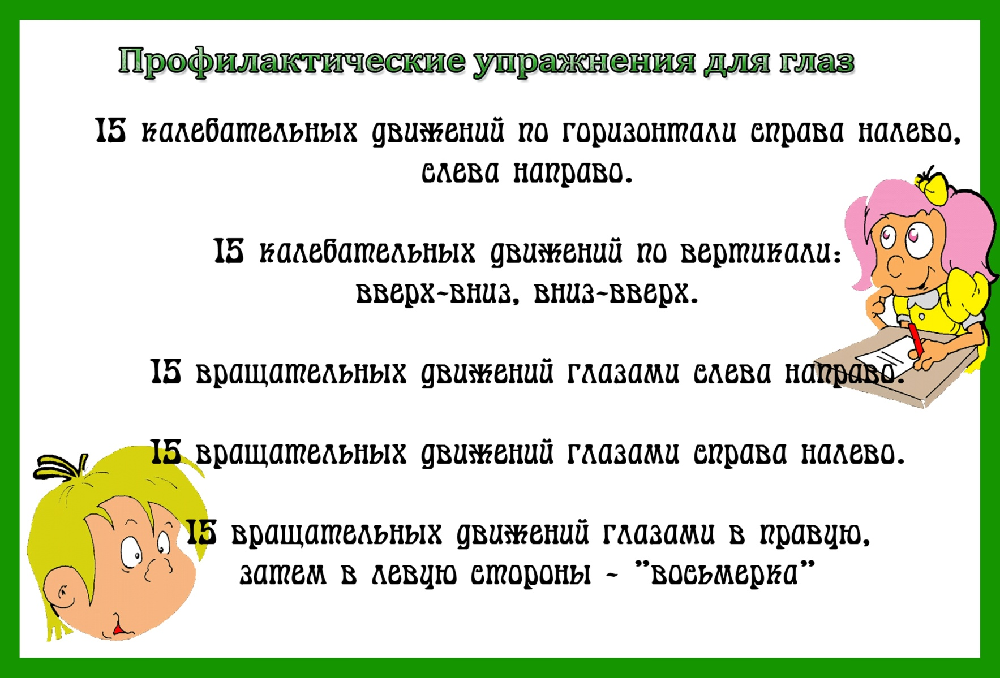 Профилактические упражнения для глаз
15 калебательных движений по горизонтали справа налево,
слева направо.
15 калебательных движений по вертикали:
вверх-вниз, вниз-вверх.
15 вращательных движений глазами слева направо.
15 вращательных движений глазами справа налево.
15 вращательных движений глазами в правую,
затем в левую стороны - "восьмерка"